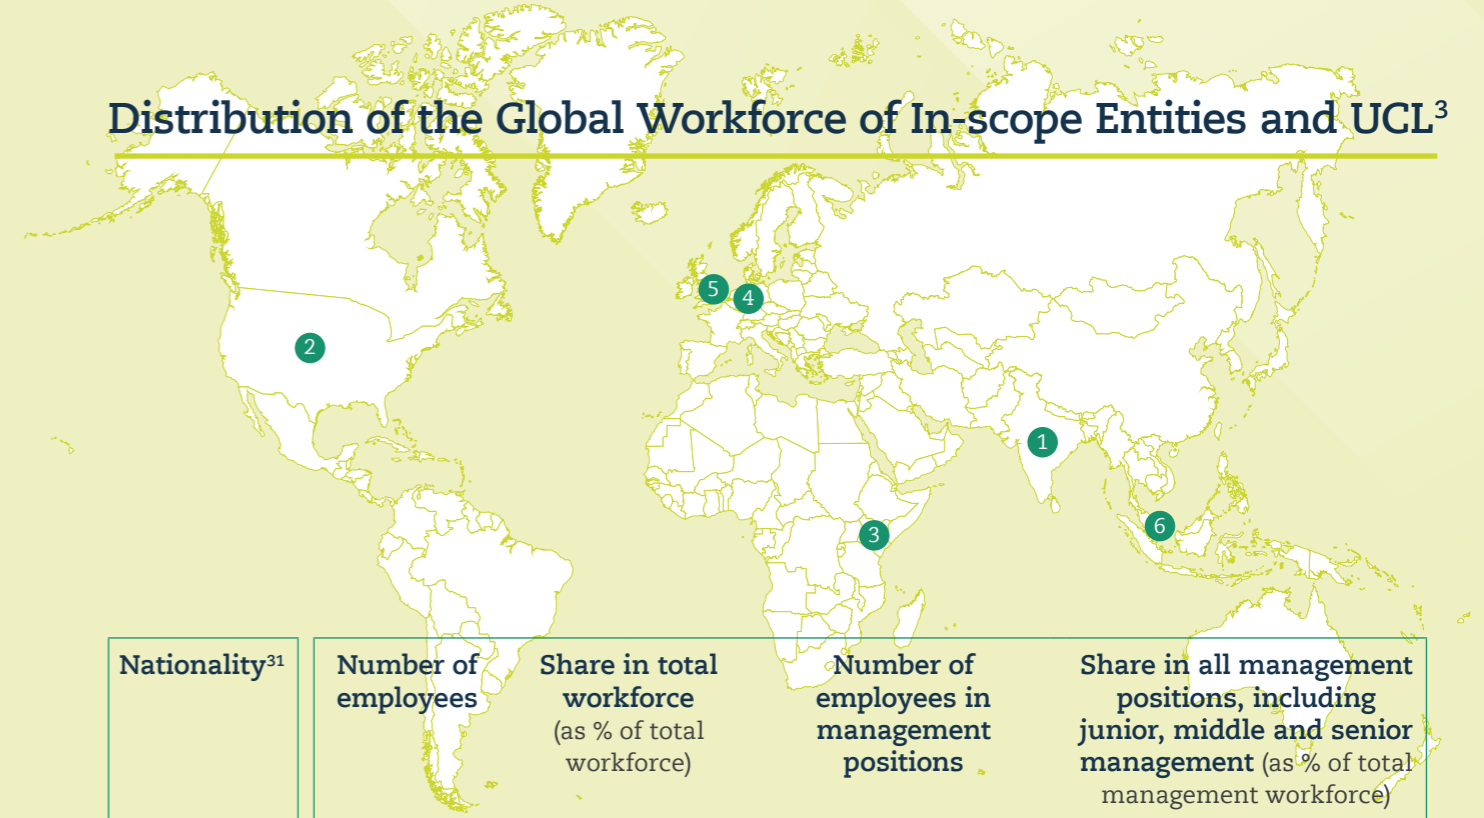 Distribution of the Global Workforce of In-scope Entities and UCL3
5
4
2
1
3
6
Nationality31
Number of
employees
Share in total
workforce
(as % of total
workforce)
Number of
employees in
management
positions
Share in all management
positions, including
junior, middle and senior
management (as % of total
management workforce)